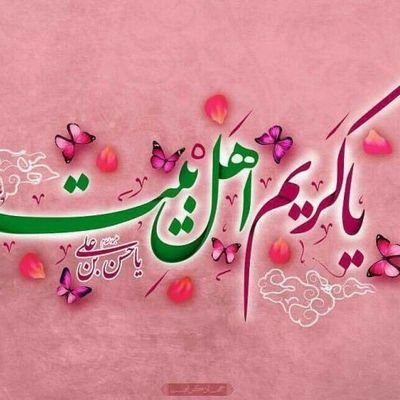 یا کریم اهل بیت
یا حسن بن علی